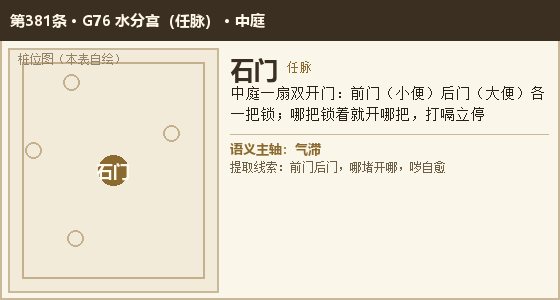 第381条·G76 水分宫（任脉）·中庭
桩位图（本表自绘）
石门
石门 任脉
中庭一扇双开门：前门（小便）后门（大便）各
一把锁；哪把锁着就开哪把，打嗝立停
语义主轴：气滞
提取线索：前门后门，哪堵开哪，哕自愈